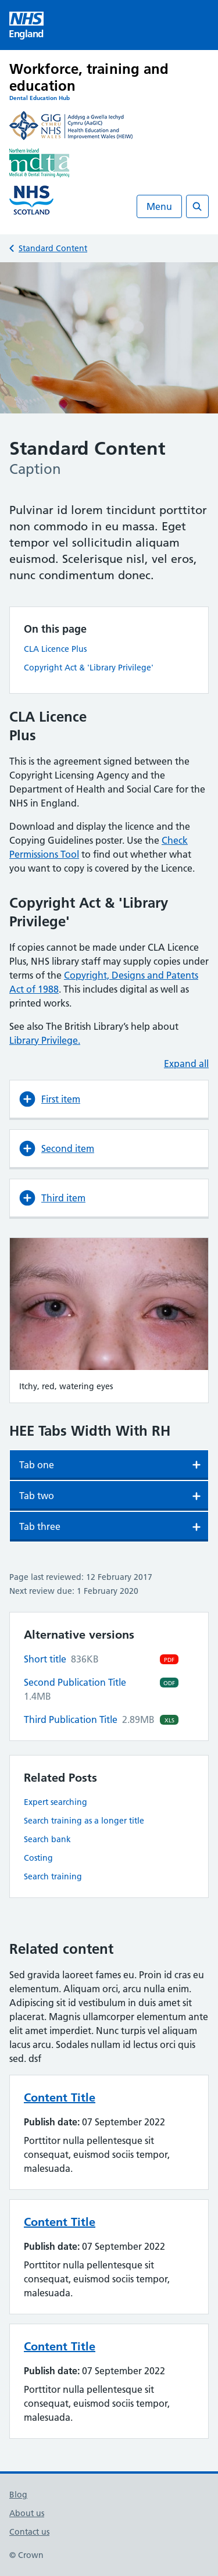 NHS
England
Workforce, training and
education
Dental Education Hub
GIG
CYMRU
NHS
WALES
Addysg a Gwella Iechyd
Cymru (AaGIC)
Health Education and
Improvement Wales (HEIW)
Northern Ireland
mdta
Medical & Dental Training Agency
NHS
SCOTLAND
Menu
Standard Content
Standard Content
Caption
Pulvinar id lorem tincidunt porttitor
non commodo in eu massa. Eget
tempor vel sollicitudin aliquam
euismod. Scelerisque nisl, vel eros,
nunc condimentum donec.
On this page
CLA Licence Plus
Copyright Act & 'Library Privilege'
CLA Licence
Plus
This is the agreement signed between the
Copyright Licensing Agency and the
Department of Health and Social Care for the
NHS in England.
Download and display the licence and the
Copying Guidelines poster. Use the Check
Permissions Tool to find out whether what
you want to copy is covered by the Licence.
Copyright Act & 'Library
Privilege'
If copies cannot be made under CLA Licence
Plus, NHS library staff may supply copies under
terms of the Copyright, Designs and Patents
Act of 1988. This includes digital as well as
printed works.
See also The British Library’s help about
Library Privilege.
Expand all
First item
Second item
Third item
Itchy, red, watering eyes
HEE Tabs Width With RH
Tab one
Tab two
Tab three
Page last reviewed: 12 February 2017
Next review due: 1 February 2020
Alternative versions
Short title 836KB PDF
Second Publication Title ODF
1.4MB
Third Publication Title 2.89MB XLS
Related Posts
Expert searching
Search training as a longer title
Search bank
Costing
Search training
Related content
Sed gravida laoreet fames eu. Proin id cras eu
elementum. Aliquam orci, arcu nulla enim.
Adipiscing sit id vestibulum in duis amet at
placerat. Magnis ullamcorper elementum ante
elit amet imperdiet. Nunc turpis velit aliquam
lacus arcu. Sodales nullam id lectus orci quis
sed. dsf
Content Title
Publish date: 07 September 2022
Porttitor nulla pellentesque sit
consequat, euismod sociis tempor,
malesuada.
Content Title
Publish date: 07 September 2022
Porttitor nulla pellentesque sit
consequat, euismod sociis tempor,
malesuada.
Content Title
Publish date: 07 September 2022
Porttitor nulla pellentesque sit
consequat, euismod sociis tempor,
malesuada.
Blog
About us
Contact us
© Crown